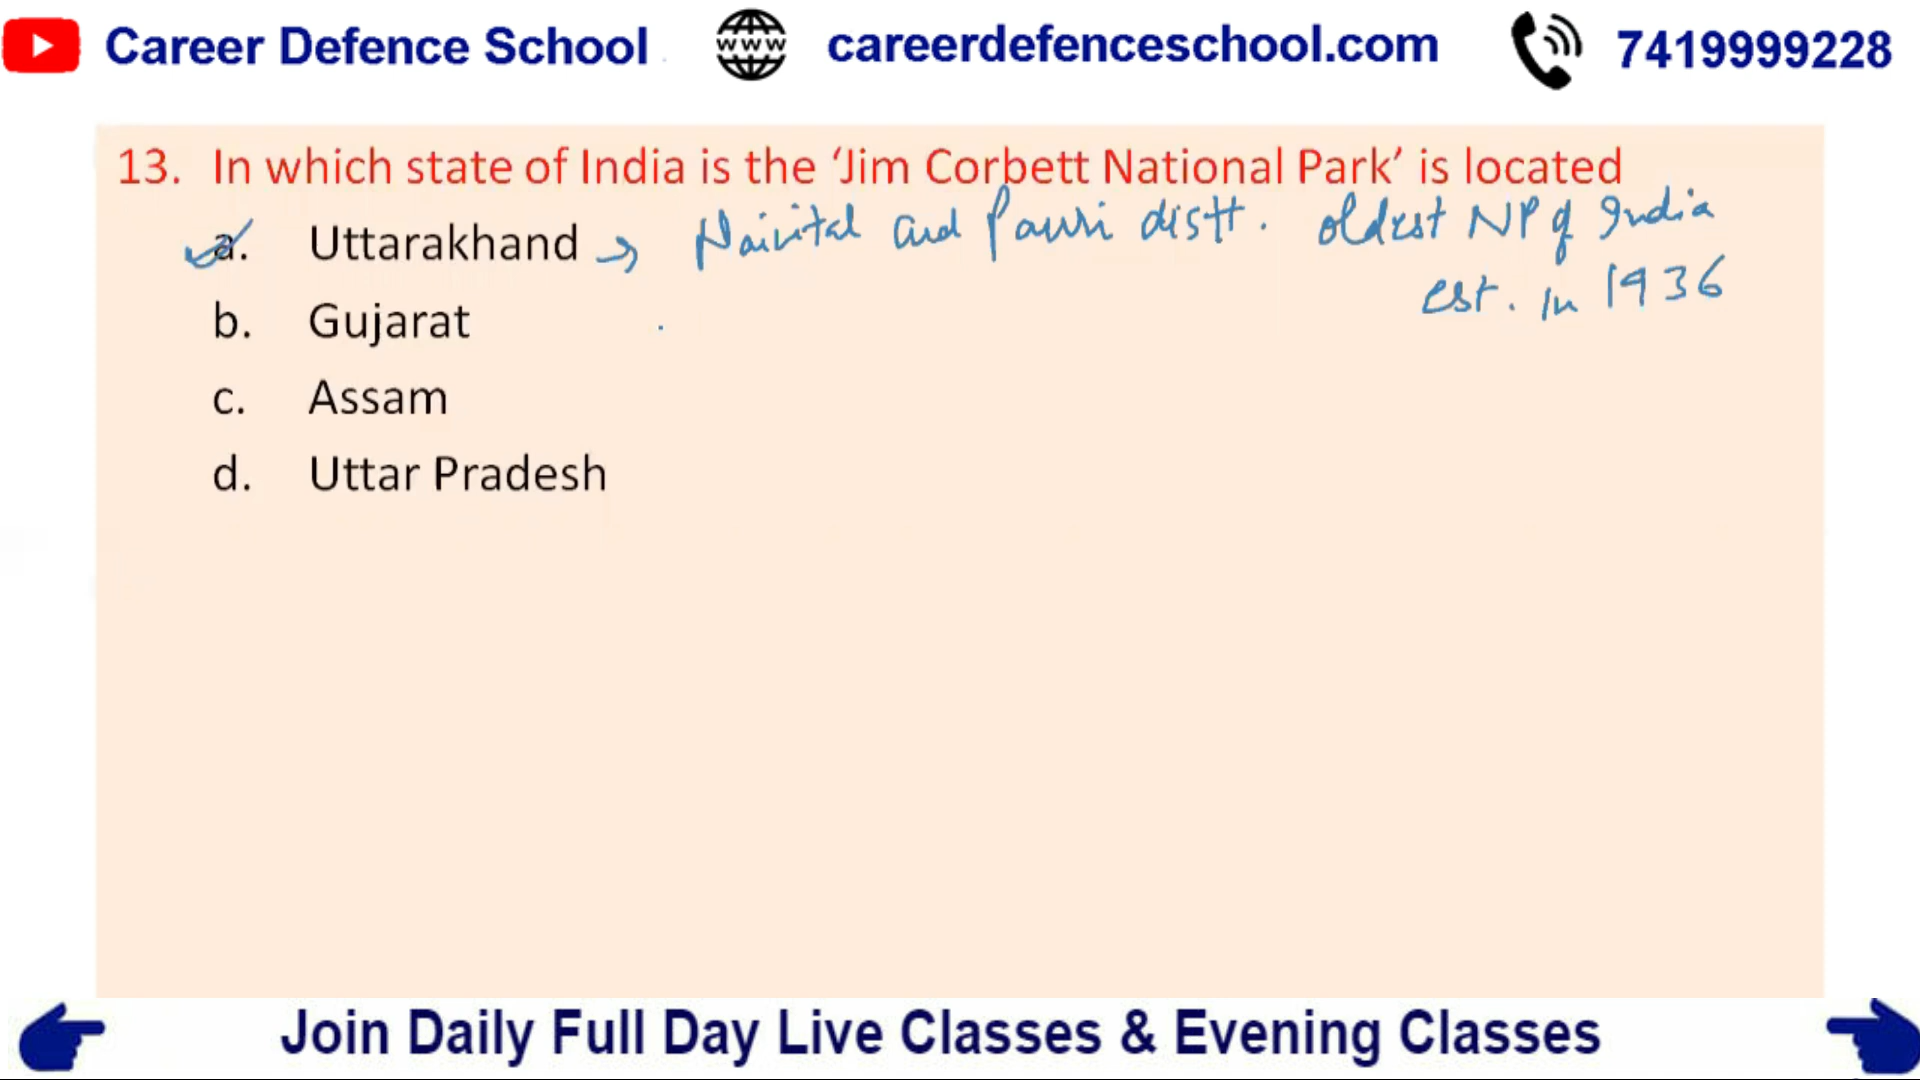 Career Defence School
www
careerdefenceschool.com
7419999228
13. In which state of India is the ‘Jim Corbett National Park’ is located
a. Uttarakhand → Nainital and Pauri distt. oldest NP of India
est. in 1936
b. Gujarat
c. Assam
d. Uttar Pradesh
Join Daily Full Day Live Classes & Evening Classes